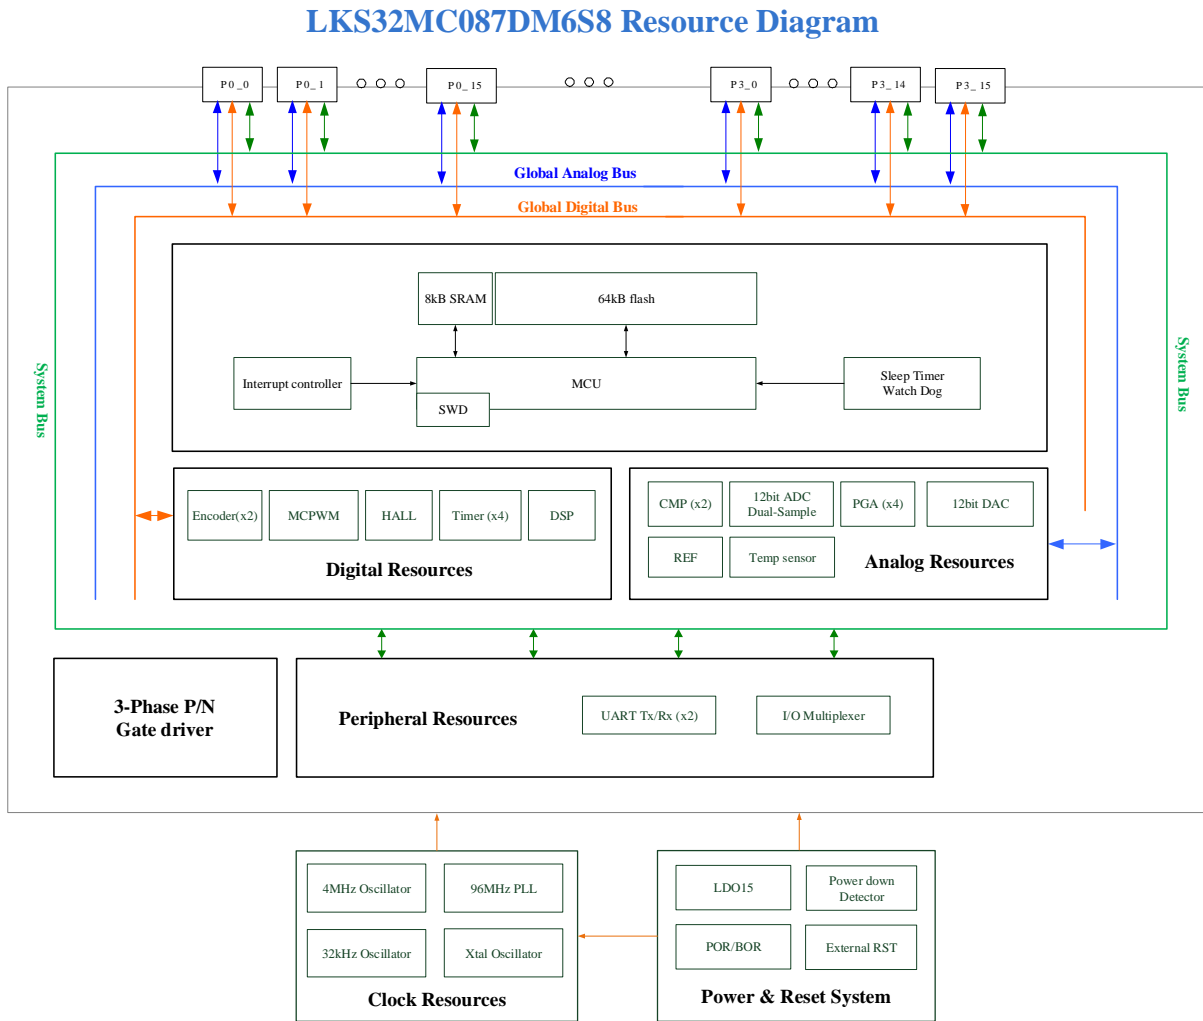 LKS32MC087DM6S8 Resource Diagram
P0_0
P0_1
P0_15
P3_0
P3_14
P3_15
Global Analog Bus
Global Digital Bus
System Bus
System Bus
8kB SRAM
64kB flash
Interrupt controller
MCU
SWD
Sleep Timer
Watch Dog
Encoder(x2)
MCPWM
HALL
Timer (x4)
DSP
Digital Resources
CMP (x2)
12bit ADC
Dual-Sample
PGA (x4)
12bit DAC
REF
Temp sensor
Analog Resources
3-Phase P/N
Gate driver
Peripheral Resources
UART Tx/Rx (x2)
I/O Multiplexer
4MHz Oscillator
96MHz PLL
32kHz Oscillator
Xtal Oscillator
Clock Resources
LDO15
Power down
Detector
POR/BOR
External RST
Power & Reset System